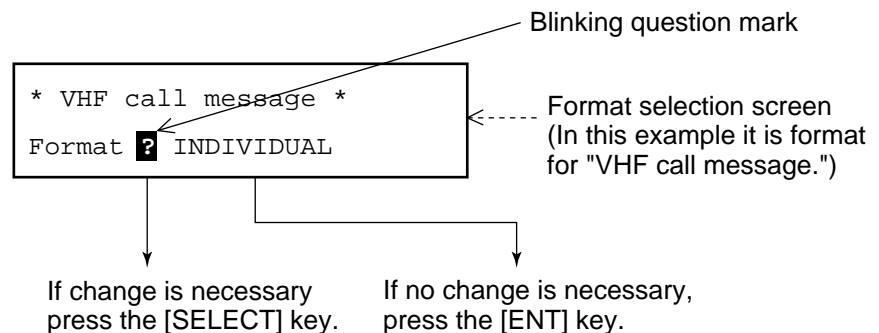 Blinking question mark
* VHF call message *
Format ? INDIVIDUAL
Format selection screen
(In this example it is format
for "VHF call message.")
If change is necessary
press the [SELECT] key.
If no change is necessary,
press the [ENT] key.